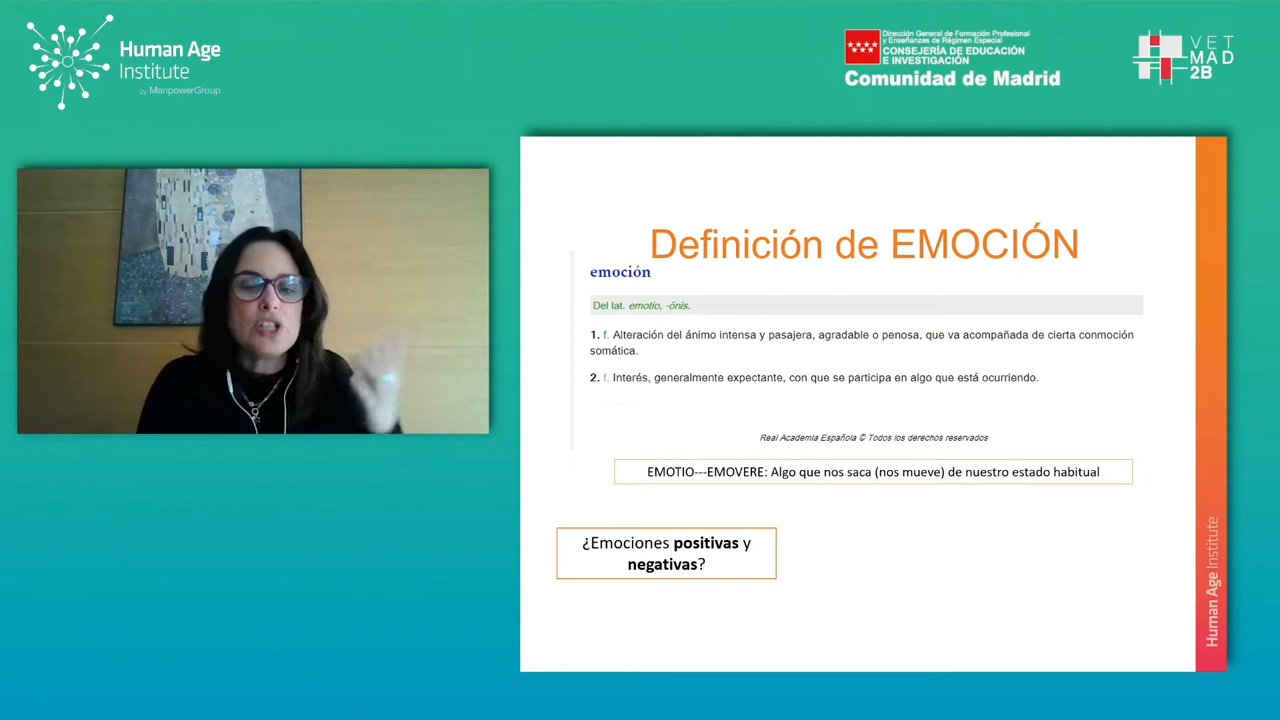 Human Age
Institute
by ManpowerGroup
Dirección General de Formación Profesional
y Enseñanzas de Régimen Especial
CONSEJERÍA DE EDUCACIÓN
E INVESTIGACIÓN
Comunidad de Madrid
VET
MAD
2B
Definición de EMOCIÓN
emoción
Del lat. emotio, -ōnis.
1. f. Alteración del ánimo intensa y pasajera, agradable o penosa, que va acompañada de cierta conmoción
somática.
2. f. Interés, generalmente expectante, con que se participa en algo que está ocurriendo.
Real Academia Española © Todos los derechos reservados
EMOTIO---EMOVERE: Algo que nos saca (nos mueve) de nuestro estado habitual
¿Emociones positivas y
negativas?
Human Age Institute